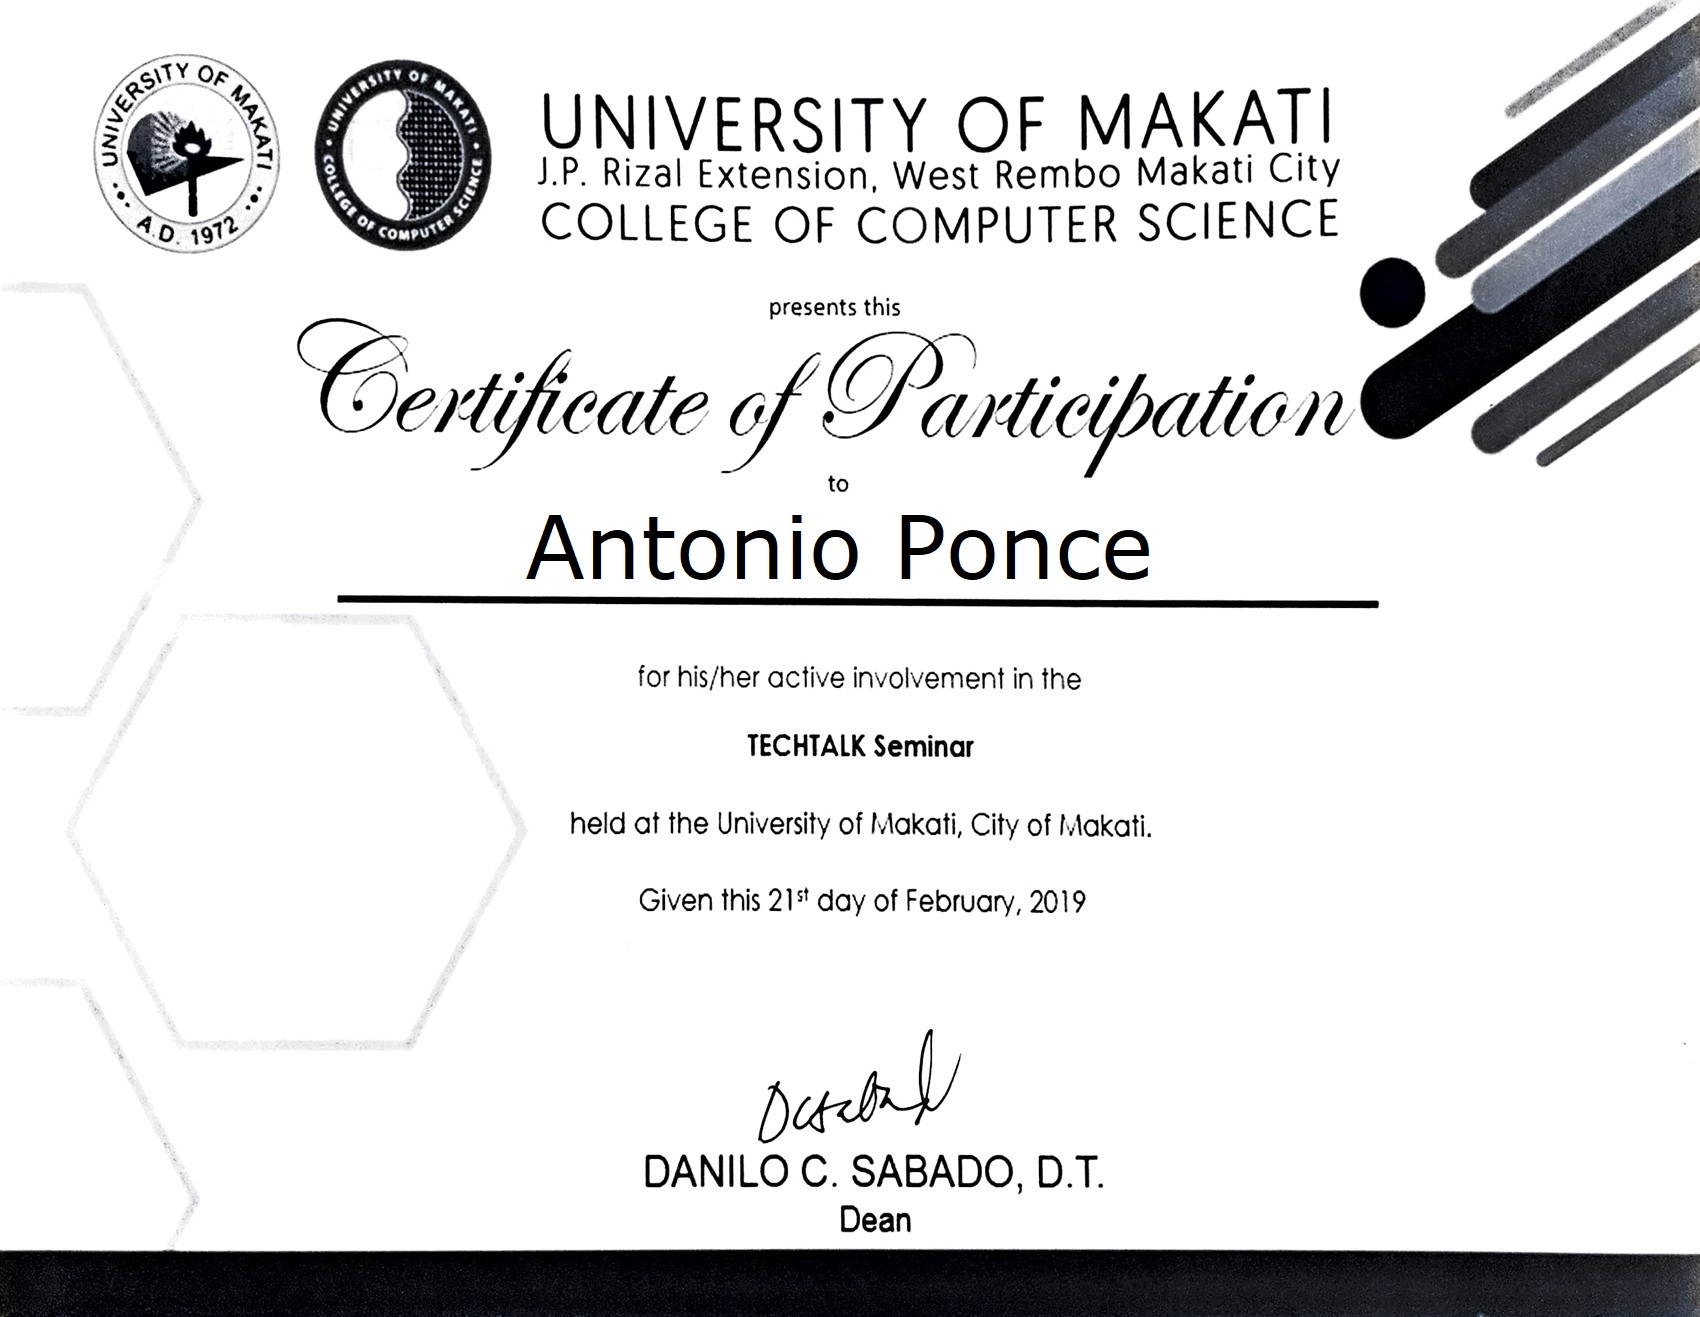 UNIVERSITY OF MAKATI
A.D. 1972
UNIVERSITY OF MAKATI
COLLEGE OF COMPUTER SCIENCE
UNIVERSITY OF MAKATI
J.P. Rizal Extension, West Rembo Makati City
COLLEGE OF COMPUTER SCIENCE
presents this
Certificate of Participation
to
Antonio Ponce
for his/her active involvement in the
TECHTALK Seminar
held at the University of Makati, City of Makati.
Given this 21st day of February, 2019
DANILO C. SABADO, D.T.
Dean